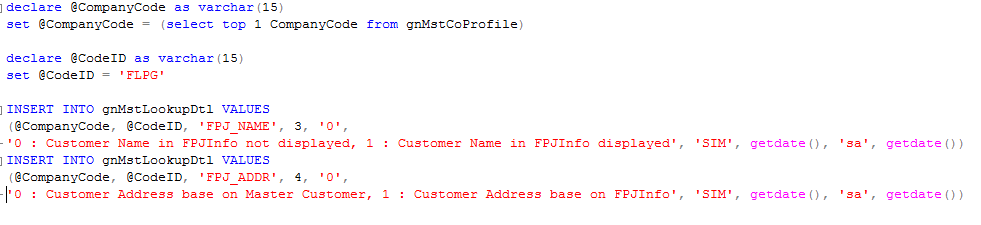 declare @CompanyCode as varchar(15)
set @CompanyCode = (select top 1 CompanyCode from gnMstCoProfile)
declare @CodeID as varchar(15)
set @CodeID = 'FLPG'
INSERT INTO gnMstLookupDtl VALUES
(@CompanyCode, @CodeID, 'FPJ_NAME', 3, '0',
'0 : Customer Name in FPJInfo not displayed, 1 : Customer Name in FPJInfo displayed', 'SIM', getdate(), 'sa', getdate())
INSERT INTO gnMstLookupDtl VALUES
(@CompanyCode, @CodeID, 'FPJ_ADDR', 4, '0',
'0 : Customer Address base on Master Customer, 1 : Customer Address base on FPJInfo', 'SIM', getdate(), 'sa', getdate())